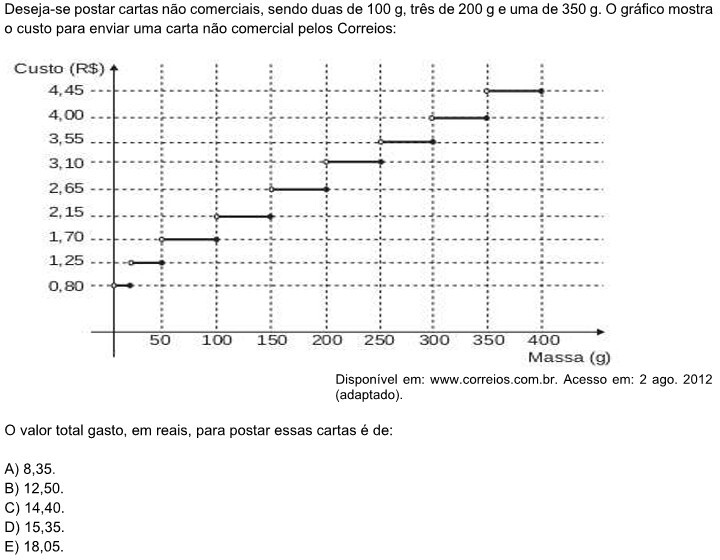 Deseja-se postar cartas não comerciais, sendo duas de 100 g, três de 200 g e uma de 350 g. O gráfico mostra
o custo para enviar uma carta não comercial pelos Correios:
Custo (R$)
4,45
4,00
3,55
3,10
2,65
2,15
1,70
1,25
0,80
50 100 150 200 250 300 350 400
Massa (g)
Disponível em: www.correios.com.br. Acesso em: 2 ago. 2012
(adaptado).
O valor total gasto, em reais, para postar essas cartas é de:
A) 8,35.
B) 12,50.
C) 14,40.
D) 15,35.
E) 18,05.